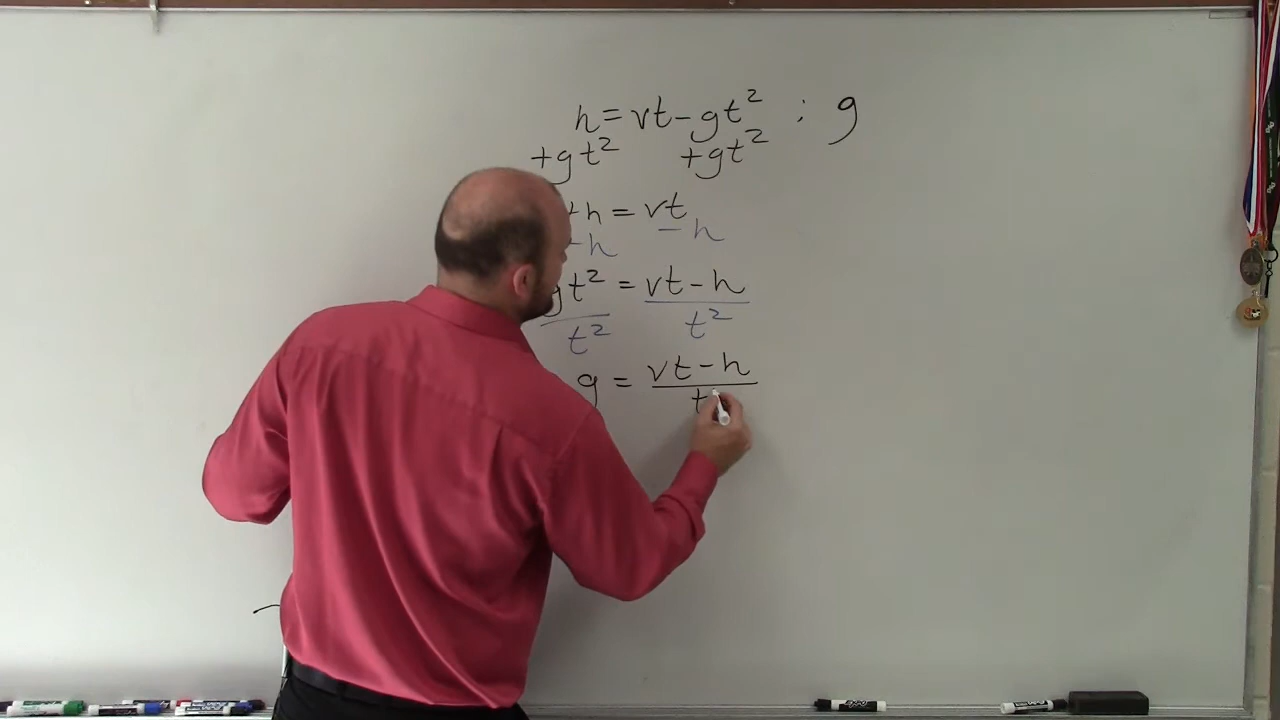 h = vt - gt² : g
+gt² +gt²
+h = vt
-h - h
gt² = vt - h
t² t²
g = vt - h
t